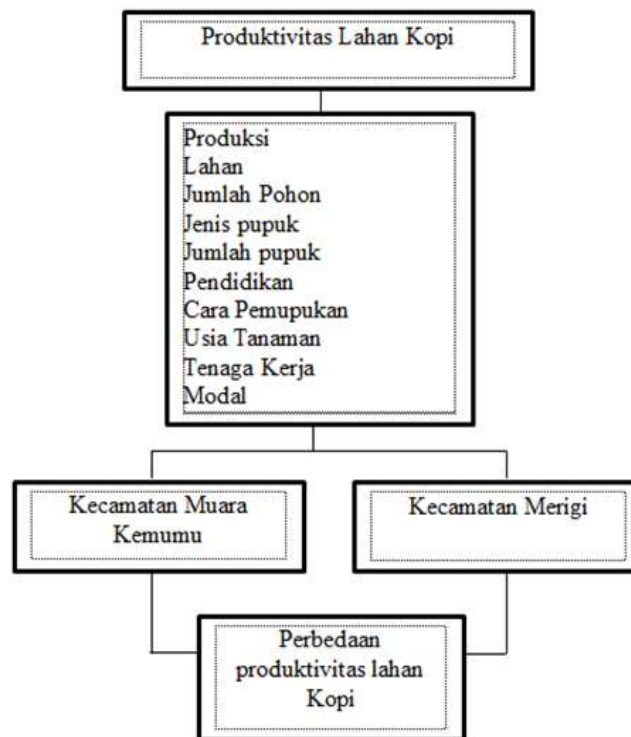 Produktivitas Lahan Kopi
Produksi
Lahan
Jumlah Pohon
Jenis pupuk
Jumlah pupuk
Pendidikan
Cara Pemupukan
Usia Tanaman
Tenaga Kerja
Modal
Kecamatan Muara
Kemumu
Kecamatan Merigi
Perbedaan
produktivitas lahan
Kopi